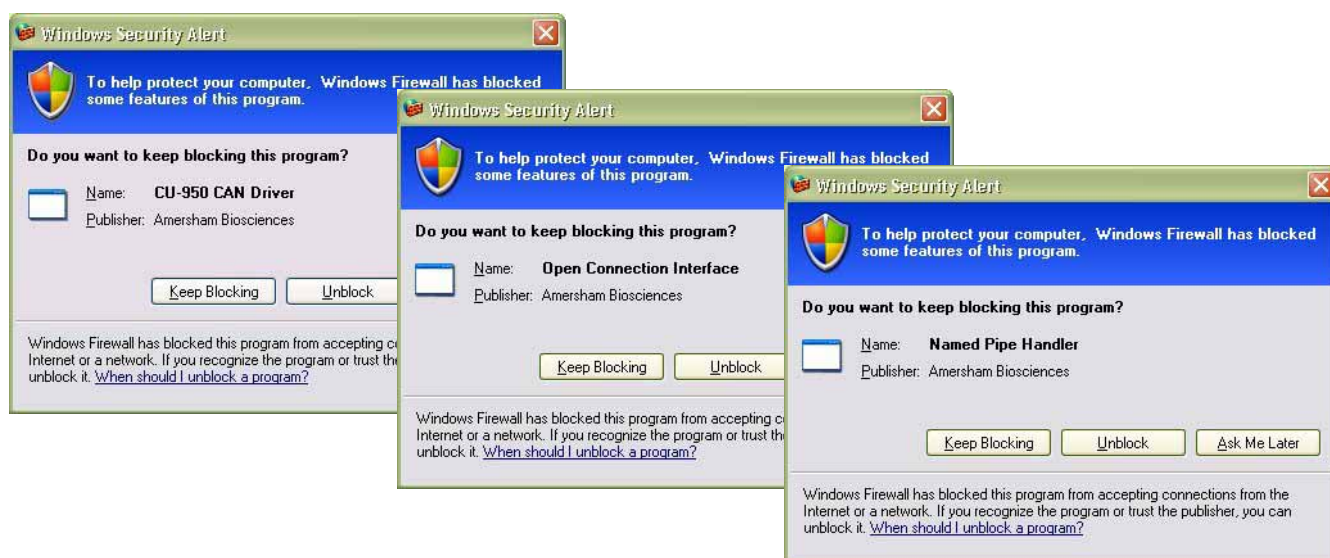 Windows Security Alert
To help protect your computer, Windows Firewall has blocked
some features of this program.
Do you want to keep blocking this program?
Name: CU-950 CAN Driver
Publisher: Amersham Biosciences
Keep Blocking Unblock
Windows Firewall has blocked this program from accepting
Internet or a network. If you recognize the program or trust
unblock it. When should I unblock a program?
Windows Security Alert
To help protect your computer, Windows Firewall has blocked
some features of this program.
Do you want to keep blocking this program?
Name: Open Connection Interface
Publisher: Amersham Biosciences
Keep Blocking Unblock
Windows Firewall has blocked this program from accepting
Internet or a network. If you recognize the program or trust
unblock it. When should I unblock a program?
Windows Security Alert
To help protect your computer, Windows Firewall has blocked
some features of this program.
Do you want to keep blocking this program?
Name: Named Pipe Handler
Publisher: Amersham Biosciences
Keep Blocking Unblock Ask Me Later
Windows Firewall has blocked this program from accepting connections from the
Internet or a network. If you recognize the program or trust the publisher, you can
unblock it. When should I unblock a program?